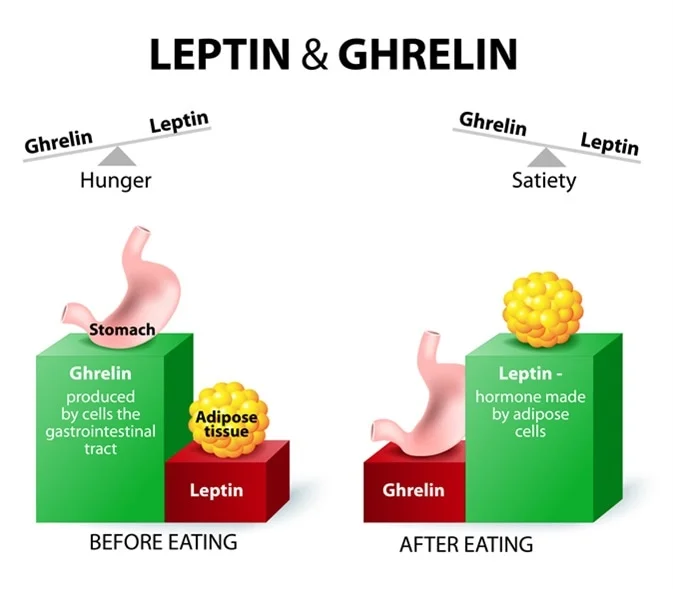 LEPTIN & GHRELIN
Ghrelin
Leptin
Hunger
Ghrelin
Leptin
Satiety
Stomach
Ghrelin
produced
by cells the
gastrointestinal
tract
Adipose
tissue
Leptin
BEFORE EATING
Leptin -
hormone made
by adipose
cells
Ghrelin
AFTER EATING